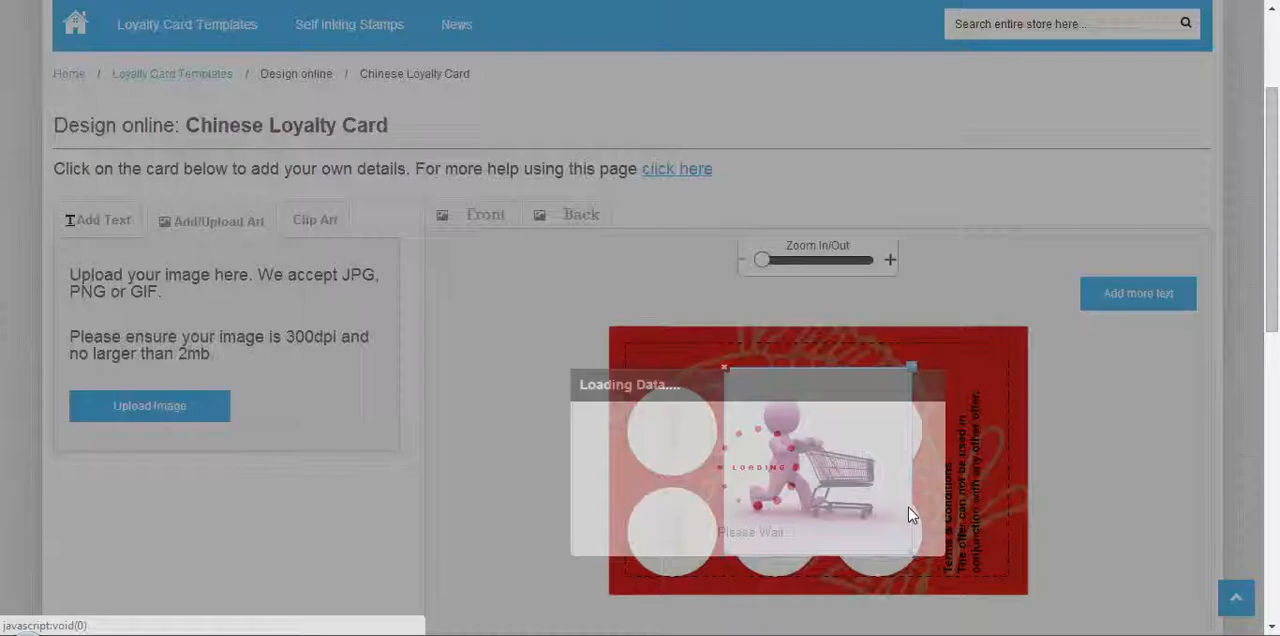 Loyalty Card Templates
Self Inking Stamps
News
Search entire store here...
Home / Loyalty Card Templates / Design online / Chinese Loyalty Card
Design online: Chinese Loyalty Card
Click on the card below to add your own details. For more help using this page click here
Add Text
Add/Upload Art
Clip Art
Front
Back
Upload your image here. We accept JPG,
PNG or GIF.
Please ensure your image is 300dpi and
no larger than 2mb
Upload Image
Zoom In/Out
Add more text
Loading Data....
LOADING
Please Wait...
Terms & Conditions
The offer can not be used in
conjunction with any other offer.
javascript:void(0)